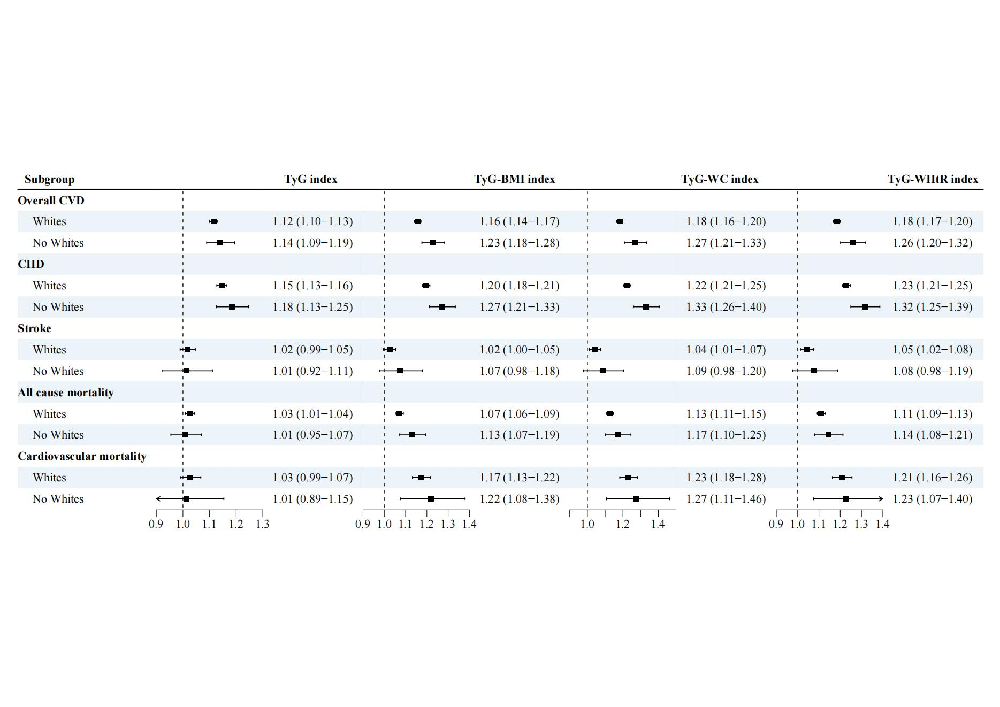 Subgroup TyG index TyG-BMI index TyG-WC index TyG-WHtR index
Overall CVD
Whites 1.12 (1.10−1.13) 1.16 (1.14−1.17) 1.18 (1.16−1.20) 1.18 (1.17−1.20)
No Whites 1.14 (1.09−1.19) 1.23 (1.18−1.28) 1.27 (1.21−1.33) 1.26 (1.20−1.32)
CHD
Whites 1.15 (1.13−1.16) 1.20 (1.18−1.21) 1.22 (1.21−1.25) 1.23 (1.21−1.25)
No Whites 1.18 (1.13−1.25) 1.27 (1.21−1.33) 1.33 (1.26−1.40) 1.32 (1.25−1.39)
Stroke
Whites 1.02 (0.99−1.05) 1.02 (1.00−1.05) 1.04 (1.01−1.07) 1.05 (1.02−1.08)
No Whites 1.01 (0.92−1.11) 1.07 (0.98−1.18) 1.09 (0.98−1.20) 1.08 (0.98−1.19)
All cause mortality
Whites 1.03 (1.01−1.04) 1.07 (1.06−1.09) 1.13 (1.11−1.15) 1.11 (1.09−1.13)
No Whites 1.01 (0.95−1.07) 1.13 (1.07−1.19) 1.17 (1.10−1.25) 1.14 (1.08−1.21)
Cardiovascular mortality
Whites 1.03 (0.99−1.07) 1.17 (1.13−1.22) 1.23 (1.18−1.28) 1.21 (1.16−1.26)
No Whites 1.01 (0.89−1.15) 1.22 (1.08−1.38) 1.27 (1.11−1.46) 1.23 (1.07−1.40)
0.9 1.0 1.1 1.2 1.3 0.9 1.0 1.1 1.2 1.3 1.4 1.0 1.2 1.4 0.9 1.0 1.1 1.2 1.3 1.4